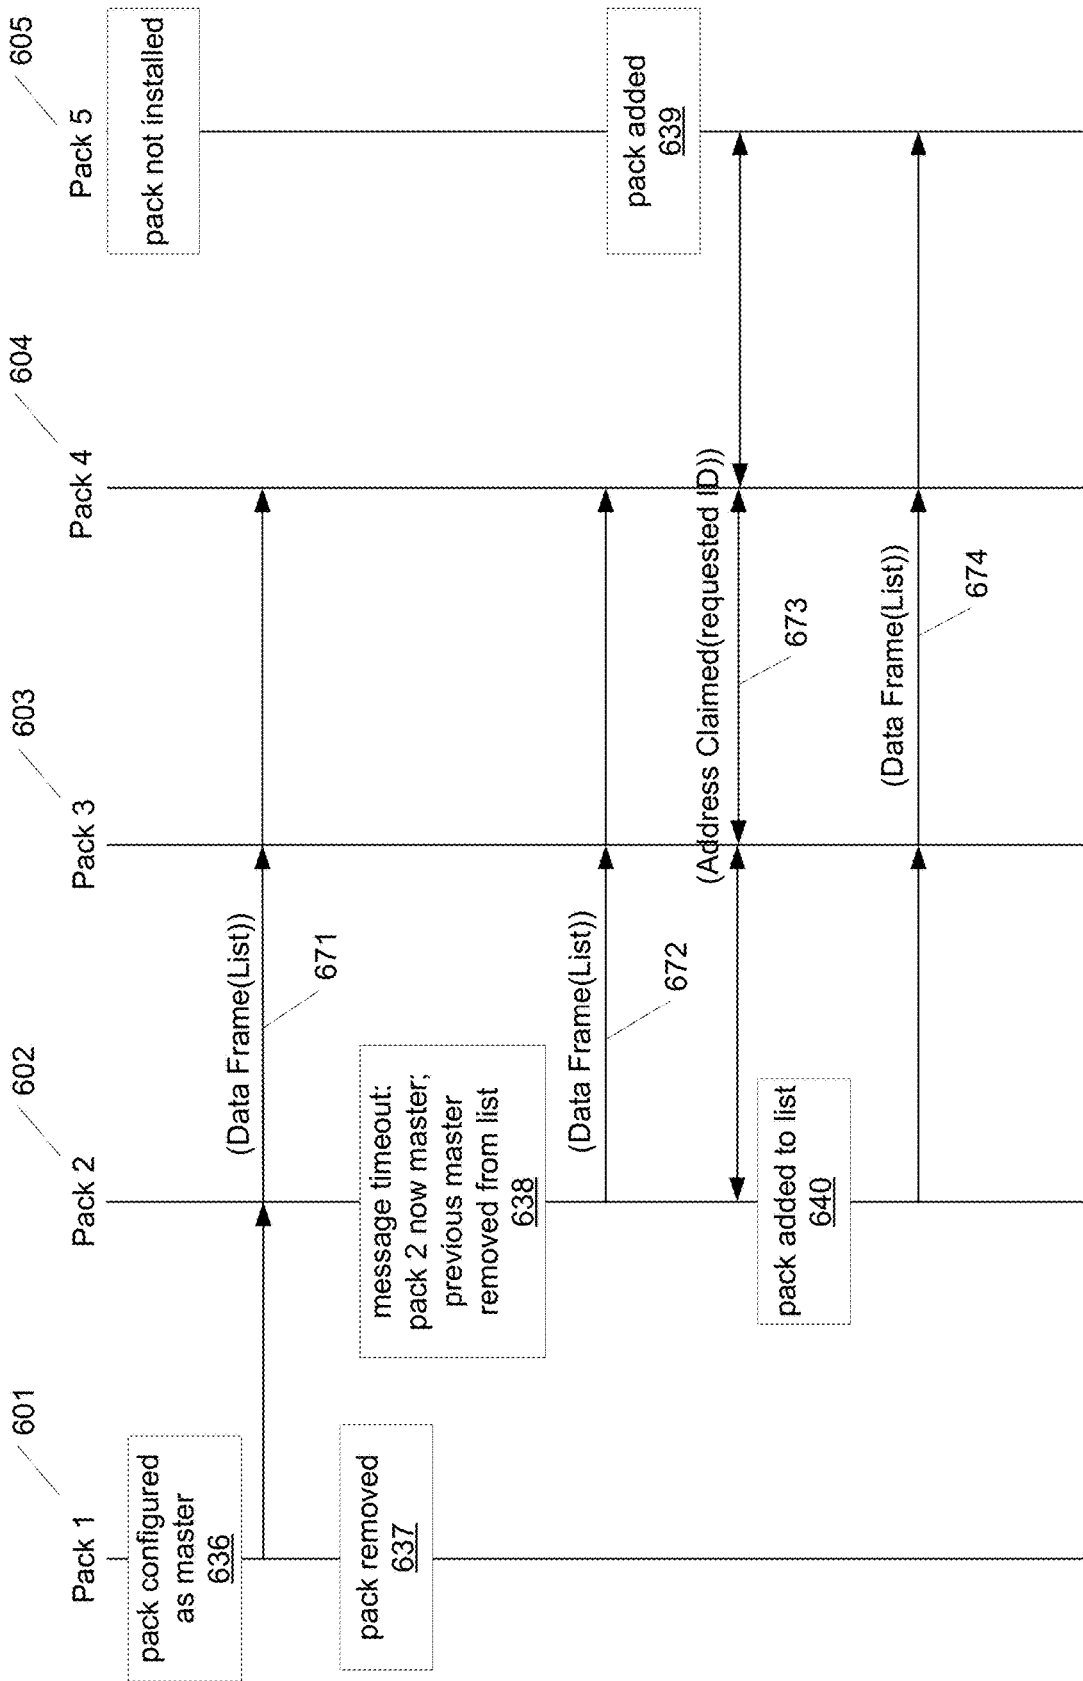 601
602
603
604
605
Pack 1
Pack 2
Pack 3
Pack 4
Pack 5
pack configured
as master
636
pack not installed
(Data Frame(List))
671
pack removed
637
message timeout:
pack 2 now master;
previous master
removed from list
638
(Data Frame(List))
672
pack added
639
(Address Claimed(requested ID))
673
pack added to list
640
(Data Frame(List))
674